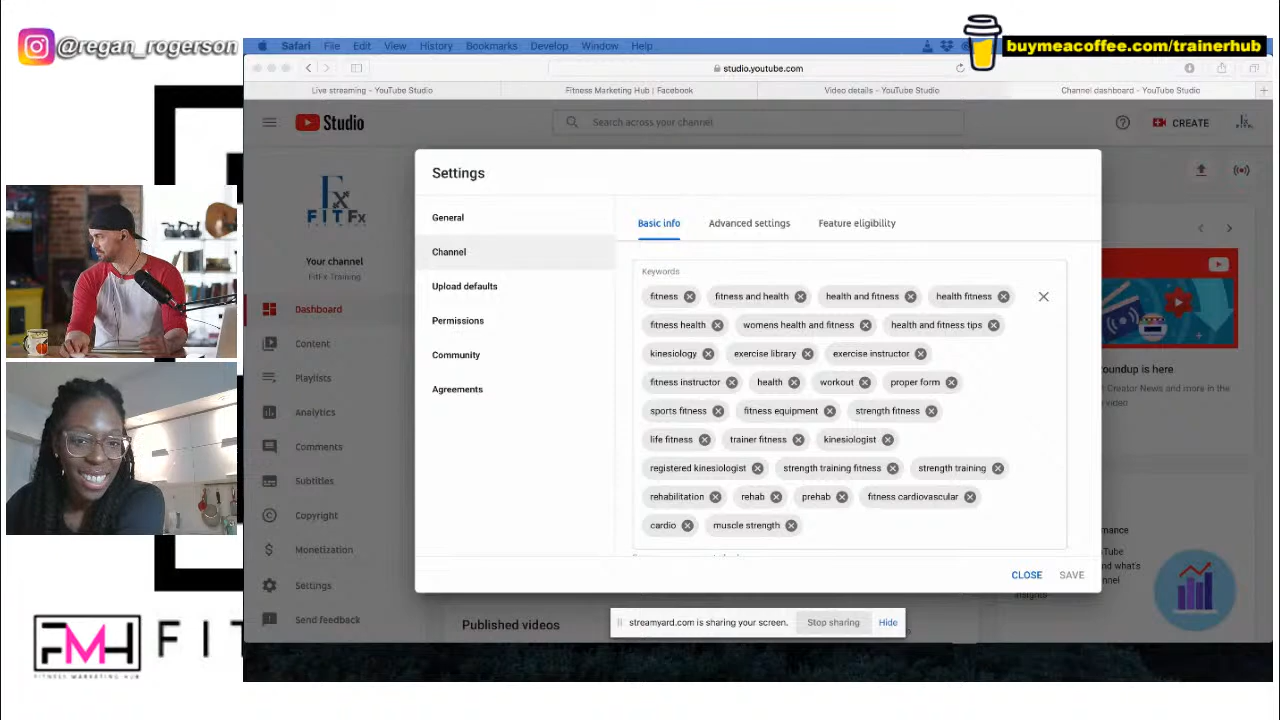 @regan_rogerson
buymeacoffee.com/trainerhub
Safari File Edit View History Bookmarks Develop Window Help
studio.youtube.com
Live streaming - YouTube Studio
Fitness Marketing Hub | Facebook
Video details - YouTube Studio
Channel dashboard - YouTube Studio
Studio
Search across your channel
CREATE
FITFx
Your channel
FitFx Training
Dashboard
Content
Playlists
Analytics
Comments
Subtitles
Copyright
Monetization
Settings
Send feedback
Settings
General
Channel
Upload defaults
Permissions
Community
Agreements
Basic info Advanced settings Feature eligibility
Keywords
fitness fitness and health health and fitness health fitness
fitness health womens health and fitness health and fitness tips
kinesiology exercise library exercise instructor
fitness instructor health workout proper form
sports fitness fitness equipment strength fitness
life fitness trainer fitness kinesiologist
registered kinesiologist strength training fitness strength training
rehabilitation rehab prehab fitness cardiovascular
cardio muscle strength
CLOSE SAVE
oundup is here
Creator News and more in the
video
mance
uTube
nd what's
annel
insights
Published videos
streamyard.com is sharing your screen. Stop sharing Hide
FMH FIT
FITNESS MARKETING HUB